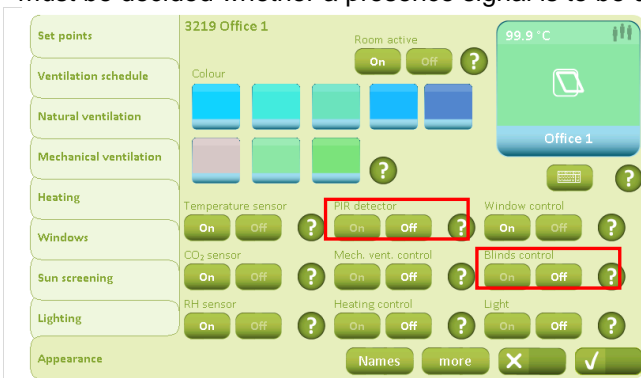 must be decided whether a presence signal is to be
3219 Office 1
Set points
Ventilation schedule
Natural ventilation
Mechanical ventilation
Heating
Windows
Sun screening
Lighting
Appearance
Room active
On Off ?
Colour
?
99.9 °C
Office 1
?
Temperature sensor
On Off ?
PIR detector
On Off ?
Window control
On Off ?
CO₂ sensor
On Off ?
Mech. vent. control
On Off ?
Blinds control
On Off ?
RH sensor
On Off ?
Heating control
On Off ?
Light
On Off ?
Names more X √